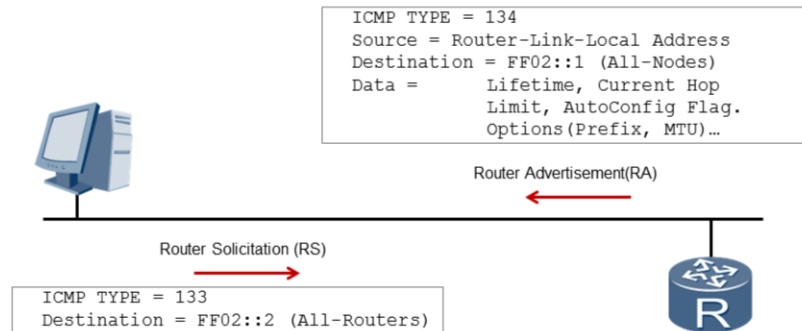 ICMP TYPE = 134
Source = Router-Link-Local Address
Destination = FF02::1 (All-Nodes)
Data = Lifetime, Current Hop
Limit, AutoConfig Flag.
Options(Prefix, MTU)…
Router Advertisement(RA)
Router Solicitation (RS)
ICMP TYPE = 133
Destination = FF02::2 (All-Routers)
R